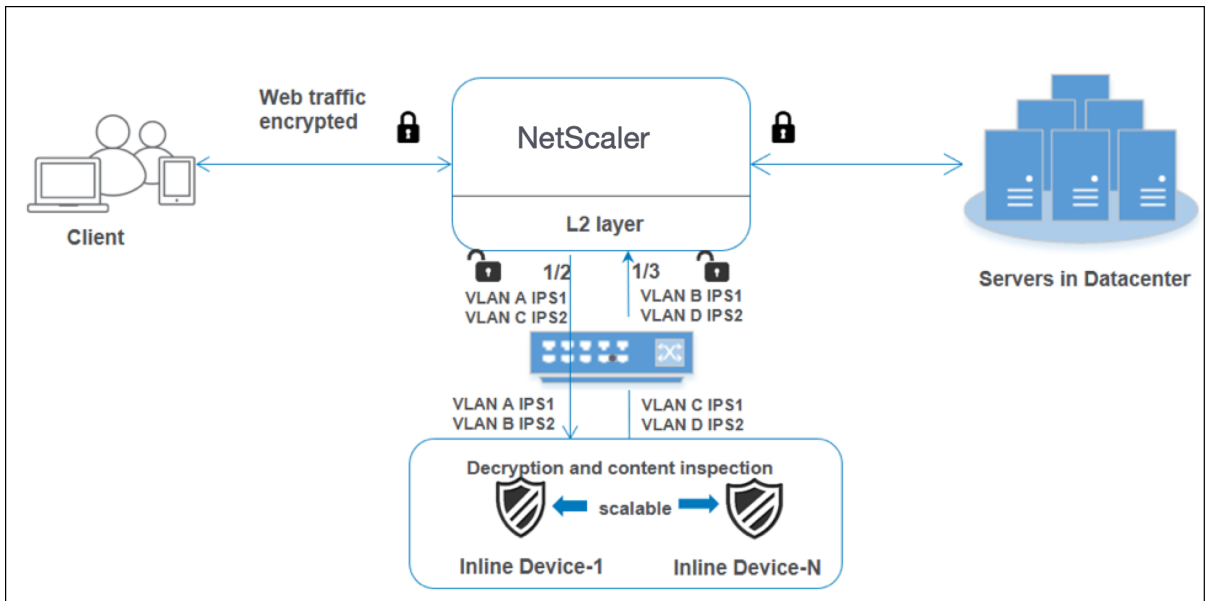 Web traffic
encrypted
NetScaler
L2 layer
Client
Servers in Datacenter
1/2
1/3
VLAN A IPS1
VLAN C IPS2
VLAN B IPS1
VLAN D IPS2
VLAN A IPS1
VLAN B IPS2
VLAN C IPS1
VLAN D IPS2
Decryption and content inspection
scalable
Inline Device-1
Inline Device-N